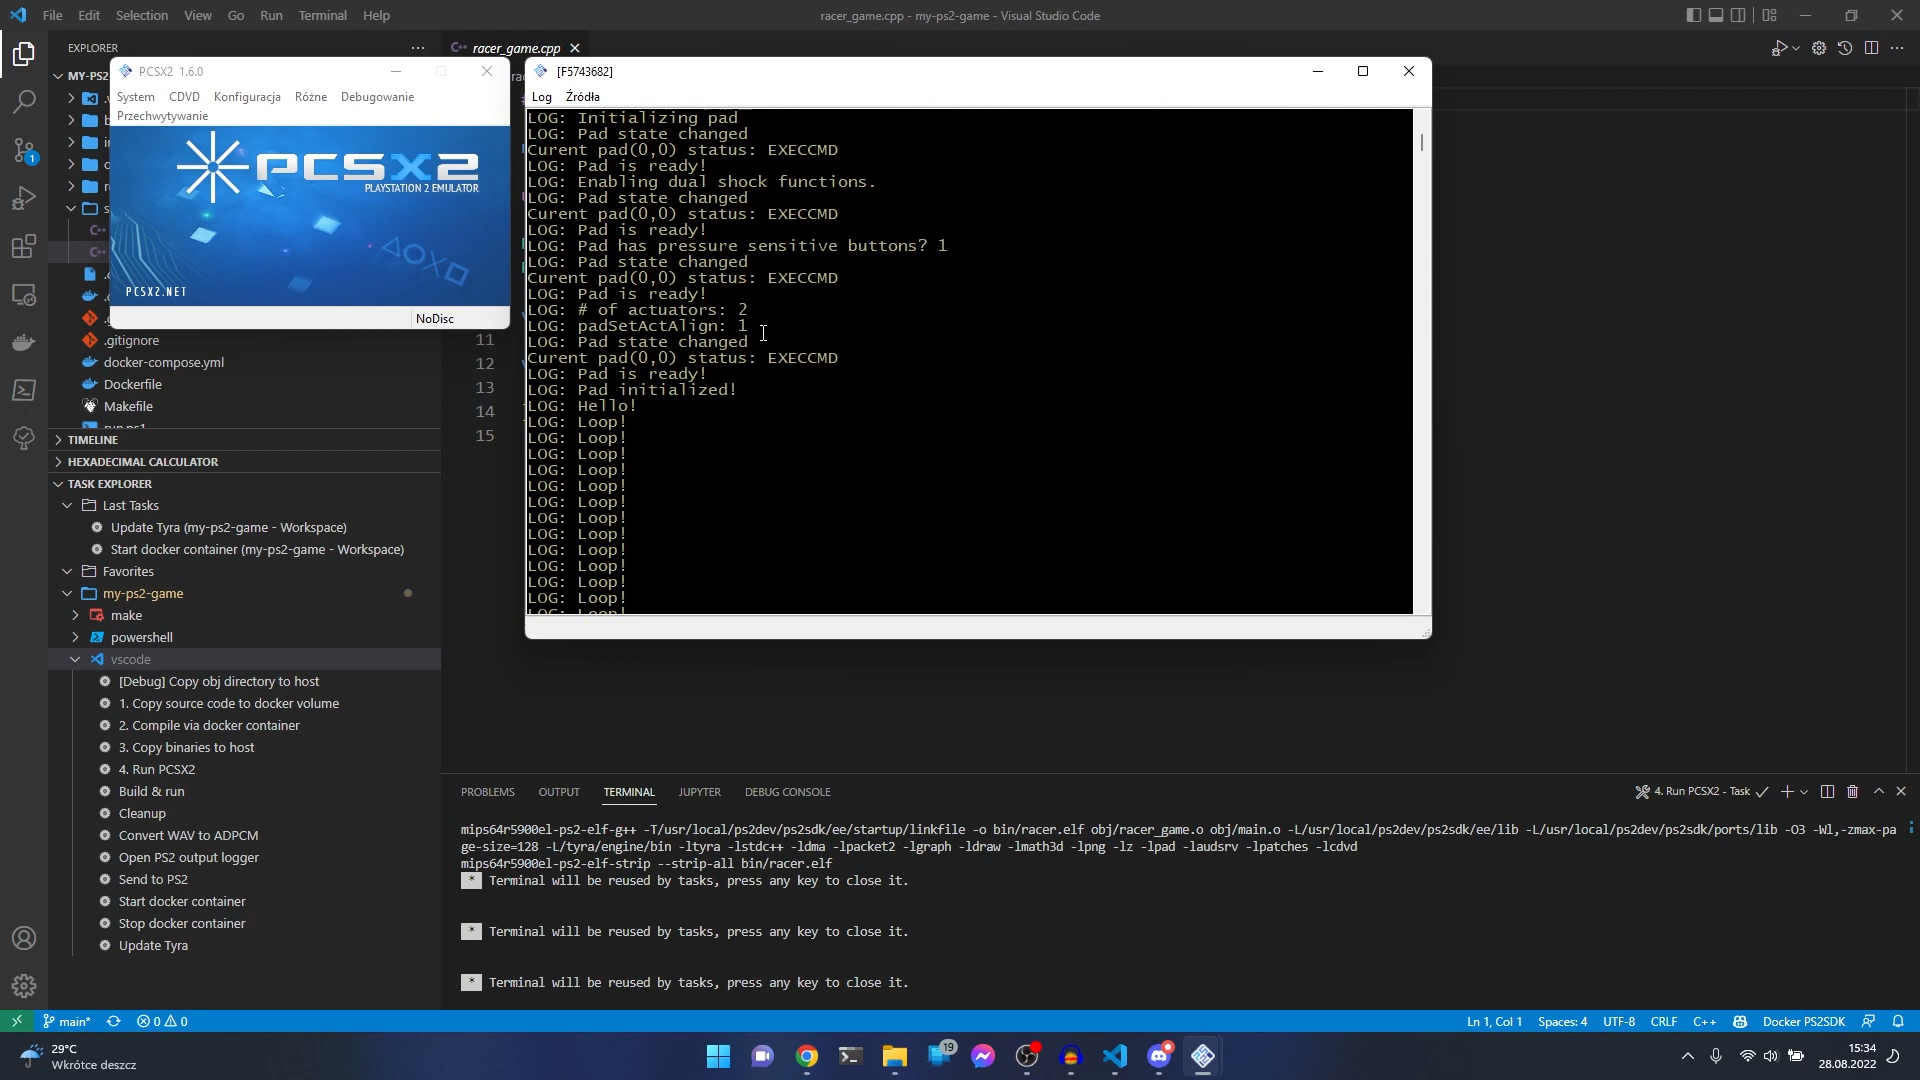 File Edit Selection View Go Run Terminal Help
racer_game.cpp - my-ps2-game - Visual Studio Code
EXPLORER
racer_game.cpp
MY-PS2
PCSX2 1.6.0
System CDVD Konfiguracja Różne Debugowanie
Przechwytywanie
PCSX2
PLAYSTATION 2 EMULATOR
PCSX2.NET
NoDisc
[F5743682]
Log Źródła
LOG: Initializing pad
LOG: Pad state changed
Curent pad(0,0) status: EXECCMD
LOG: Pad is ready!
LOG: Enabling dual shock functions.
LOG: Pad state changed
Curent pad(0,0) status: EXECCMD
LOG: Pad is ready!
LOG: Pad has pressure sensitive buttons? 1
LOG: Pad state changed
Curent pad(0,0) status: EXECCMD
LOG: Pad is ready!
LOG: # of actuators: 2
LOG: padSetActAlign: 1
LOG: Pad state changed
Curent pad(0,0) status: EXECCMD
LOG: Pad is ready!
LOG: Pad initialized!
LOG: Hello!
LOG: Loop!
LOG: Loop!
LOG: Loop!
LOG: Loop!
LOG: Loop!
LOG: Loop!
LOG: Loop!
LOG: Loop!
LOG: Loop!
LOG: Loop!
LOG: Loop!
LOG: Loop!
LOG: Loop!
11
12
13
14
15
.gitignore
docker-compose.yml
Dockerfile
Makefile
run.ps1
TIMELINE
HEXADECIMAL CALCULATOR
TASK EXPLORER
Last Tasks
Update Tyra (my-ps2-game - Workspace)
Start docker container (my-ps2-game - Workspace)
Favorites
my-ps2-game
make
powershell
vscode
[Debug] Copy obj directory to host
1. Copy source code to docker volume
2. Compile via docker container
3. Copy binaries to host
4. Run PCSX2
Build & run
Cleanup
Convert WAV to ADPCM
Open PS2 output logger
Send to PS2
Start docker container
Stop docker container
Update Tyra
PROBLEMS OUTPUT TERMINAL JUPYTER DEBUG CONSOLE
4. Run PCSX2 - Task
mips64r5900el-ps2-elf-g++ -T/usr/local/ps2dev/ps2sdk/ee/startup/linkfile -o bin/racer.elf obj/racer_game.o obj/main.o -L/usr/local/ps2dev/ps2sdk/ee/lib -L/usr/local/ps2dev/ps2sdk/ports/lib -O3 -Wl,-zmax-pa
ge-size=128 -L/tyra/engine/bin -ltyra -lstdc++ -ldma -lpacket2 -lgraph -ldraw -lmath3d -lpng -lz -lpad -laudsrv -lpatches -lcdvd
mips64r5900el-ps2-elf-strip --strip-all bin/racer.elf
* Terminal will be reused by tasks, press any key to close it.
* Terminal will be reused by tasks, press any key to close it.
* Terminal will be reused by tasks, press any key to close it.
main* 0 0
Ln 1, Col 1 Spaces: 4 UTF-8 CRLF C++ Docker PS2SDK
29°C
Wkrótce deszcz
19
15:34
28.08.2022